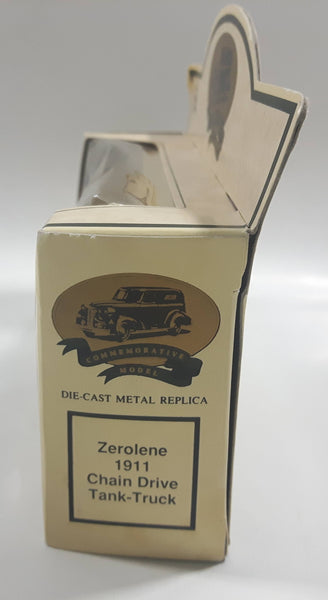 COMMEMORATIVE
MODEL
DIE-CAST METAL REPLICA
Zerolene
1911
Chain Drive
Tank-Truck